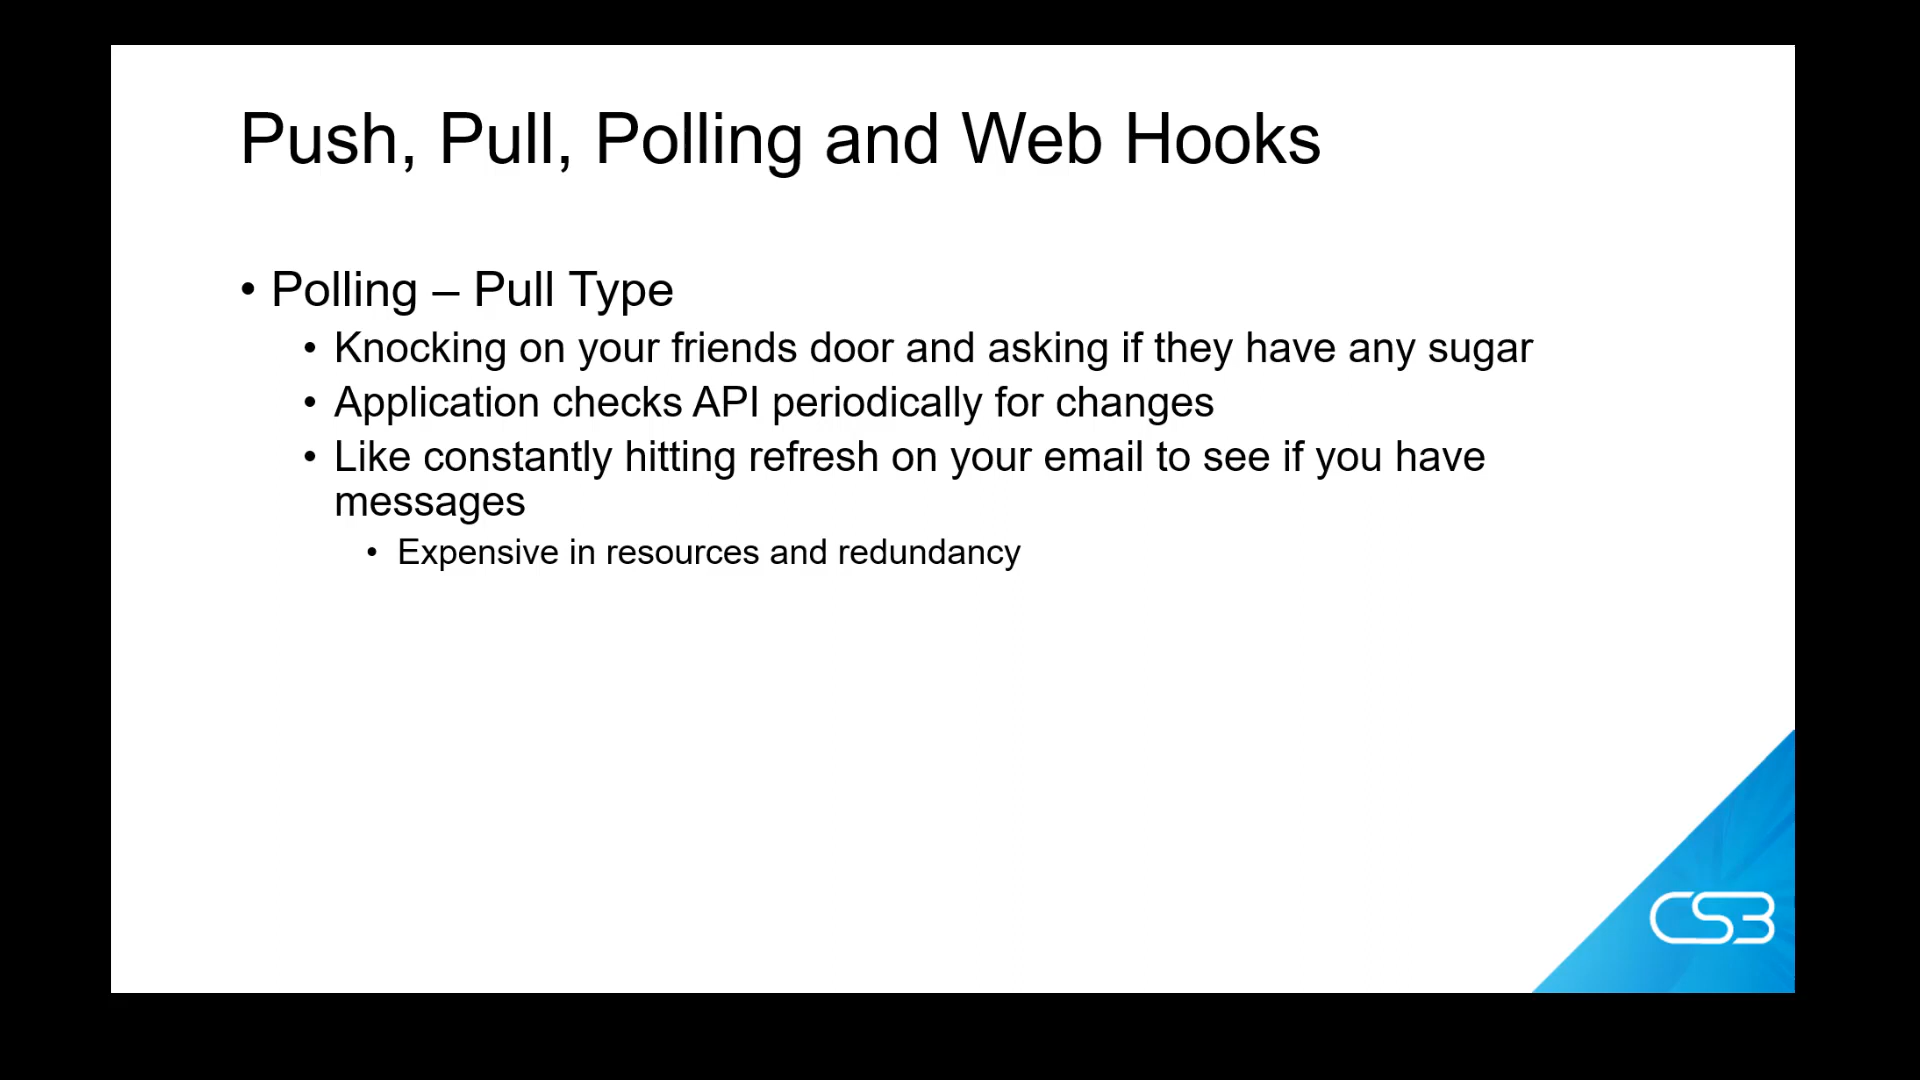 Push, Pull, Polling and Web Hooks
• Polling – Pull Type
• Knocking on your friends door and asking if they have any sugar
• Application checks API periodically for changes
• Like constantly hitting refresh on your email to see if you have
messages
• Expensive in resources and redundancy
CS3